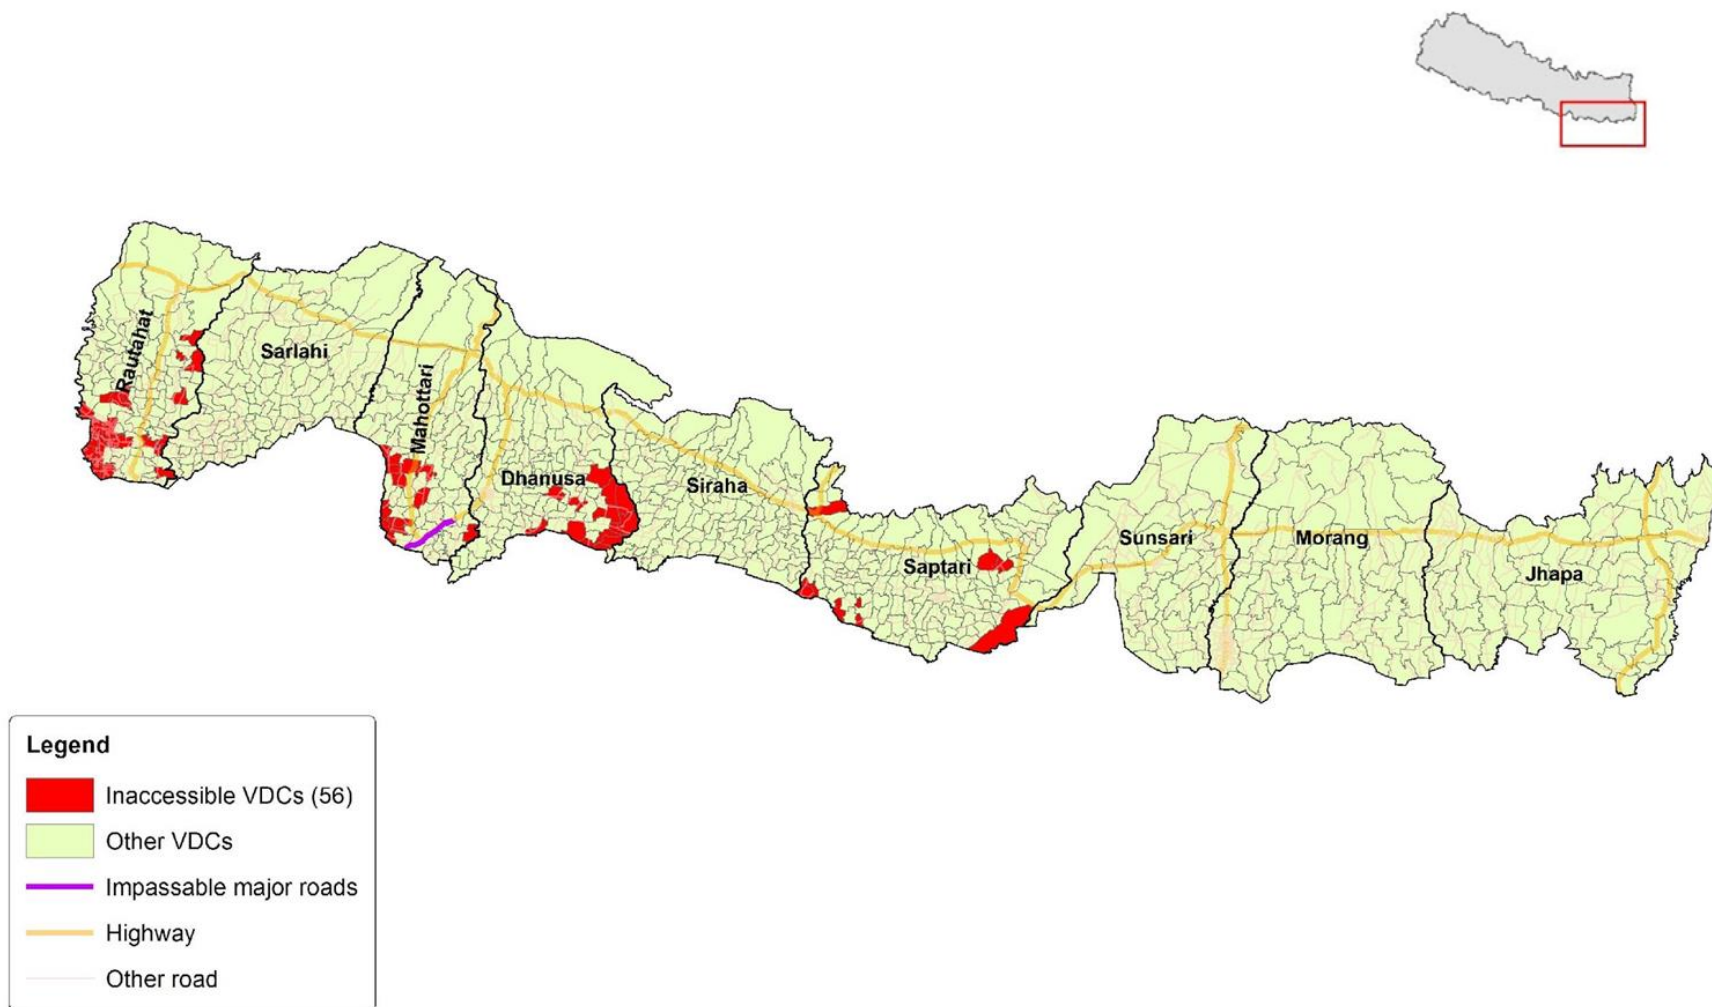 Rautahat
Sarlahi
Mahottari
Dhanusa
Siraha
Saptari
Sunsari
Morang
Jhapa
Legend
Inaccessible VDCs (56)
Other VDCs
Impassable major roads
Highway
Other road